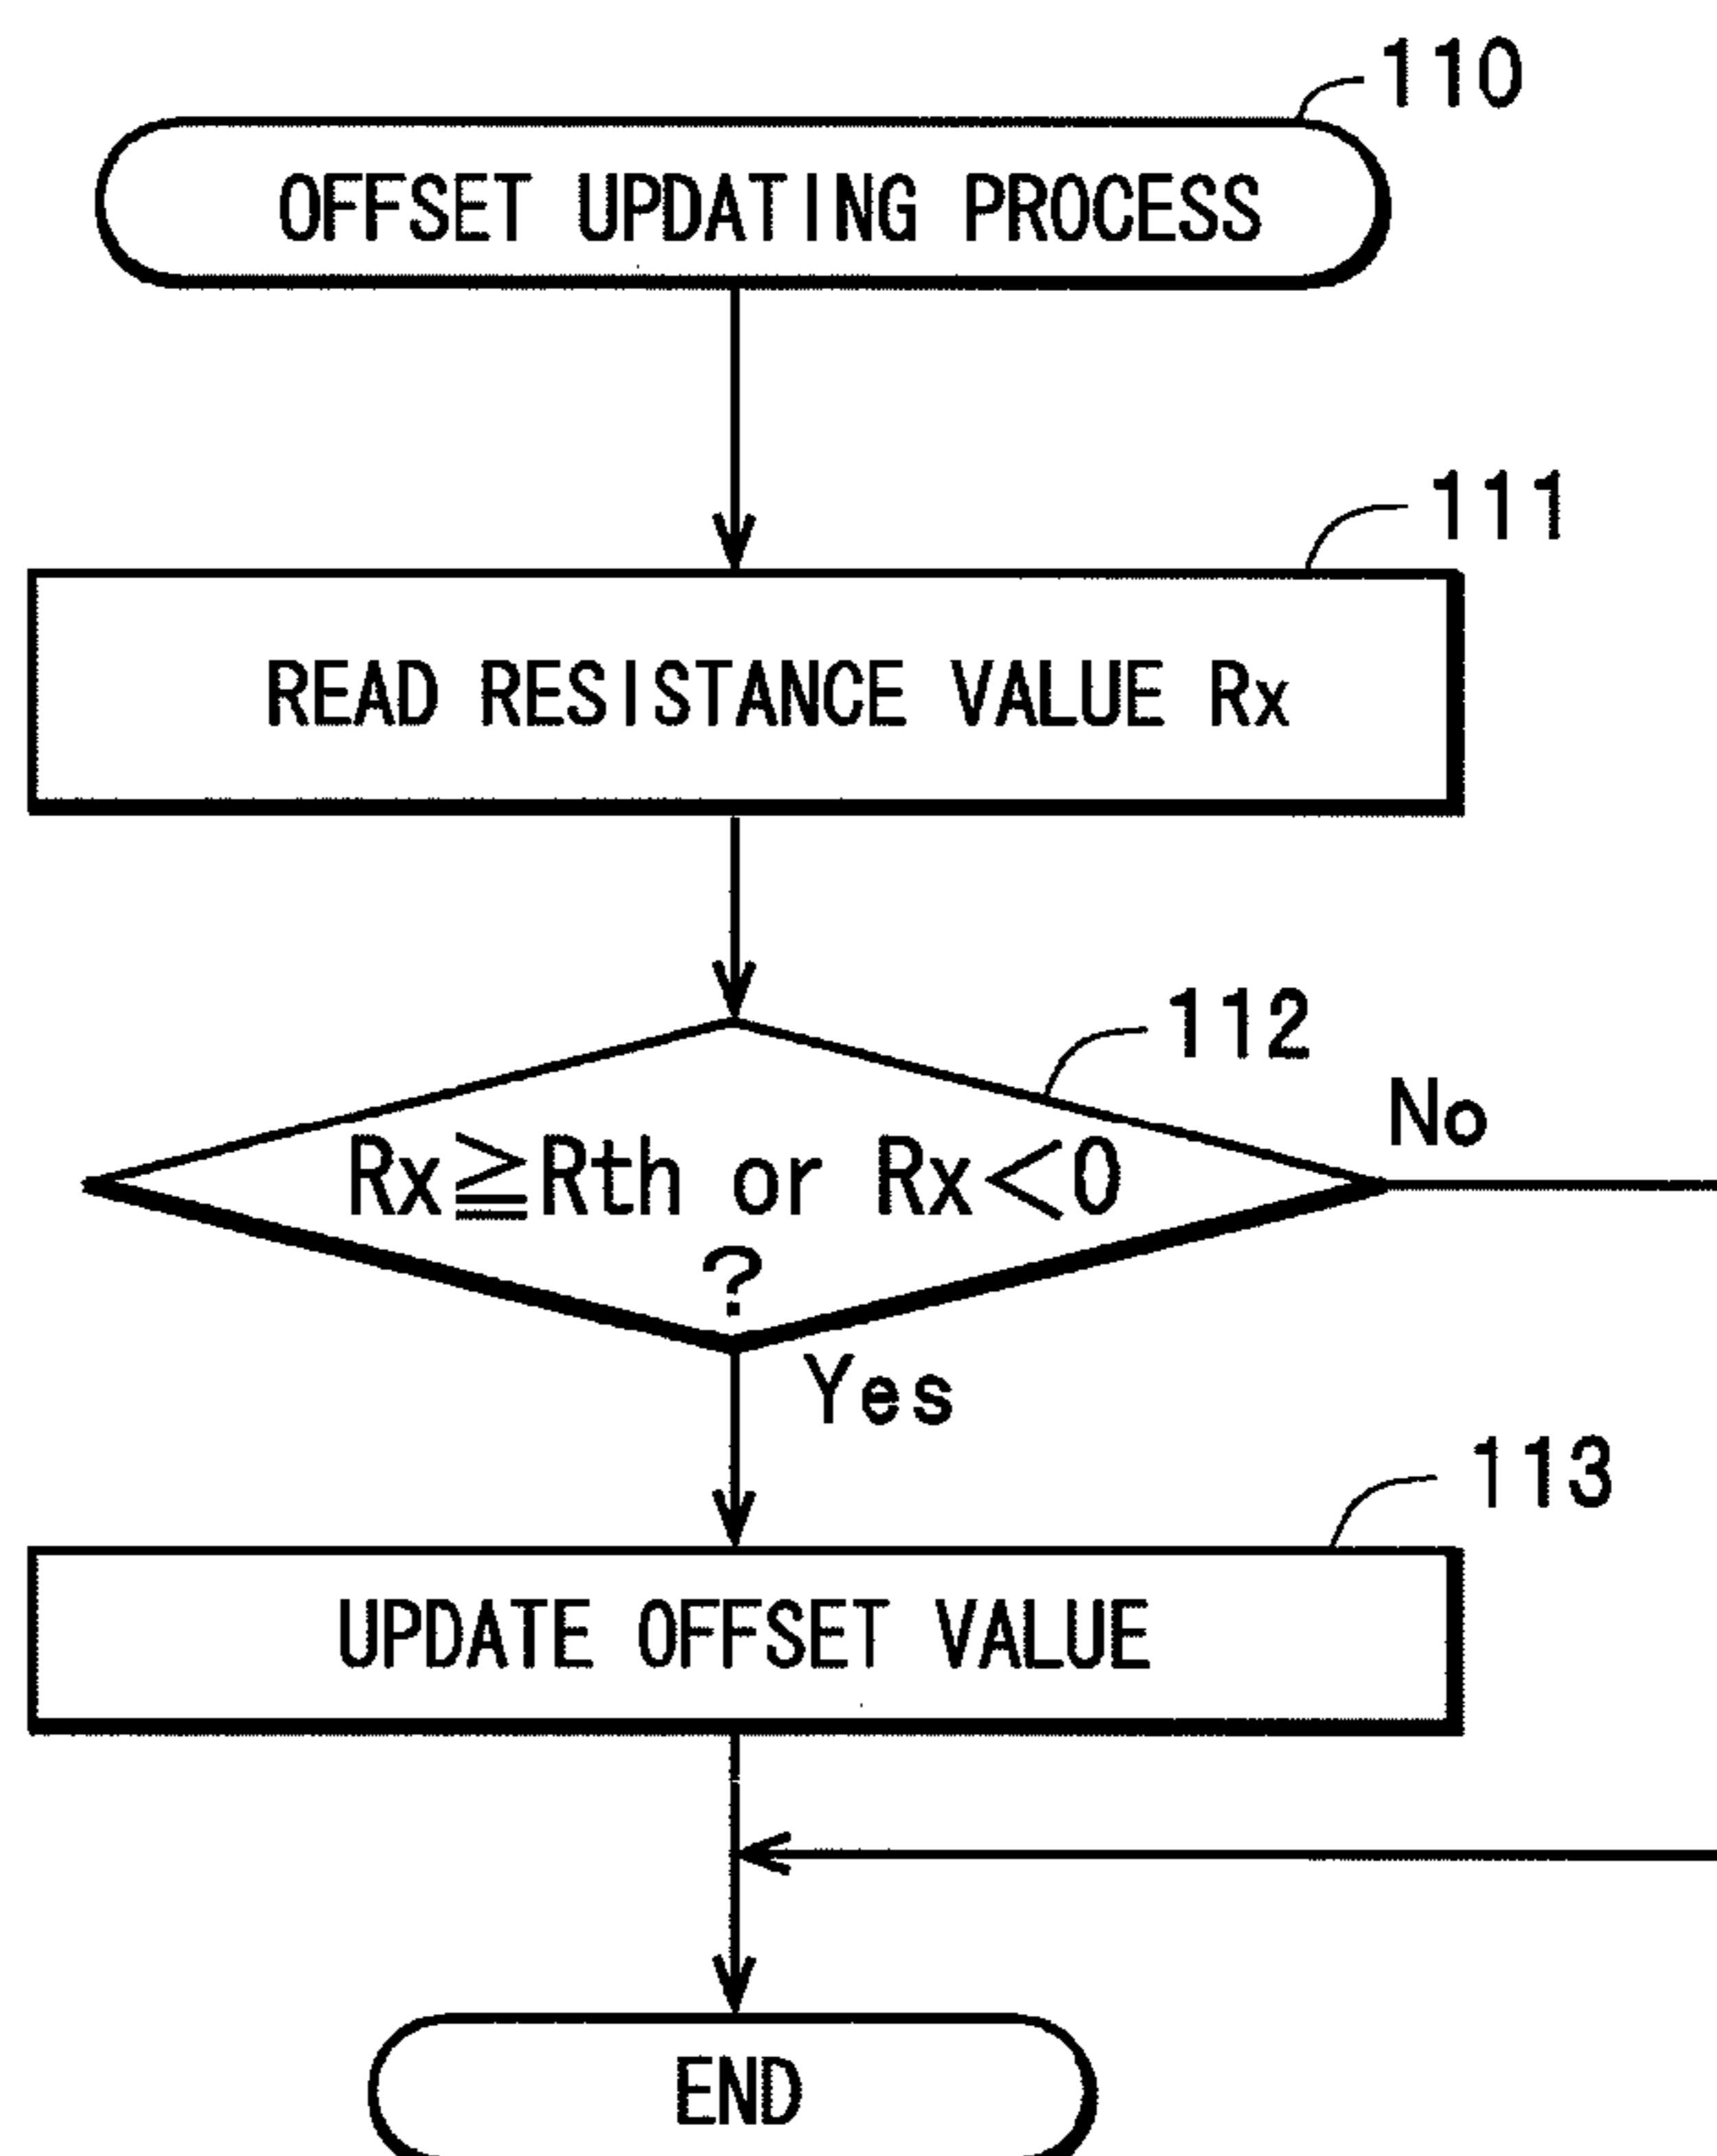 110
OFFSET UPDATING PROCESS
111
READ RESISTANCE VALUE Rx
112
No
Rx≧Rth or Rx<0
?
Yes
113
UPDATE OFFSET VALUE
END